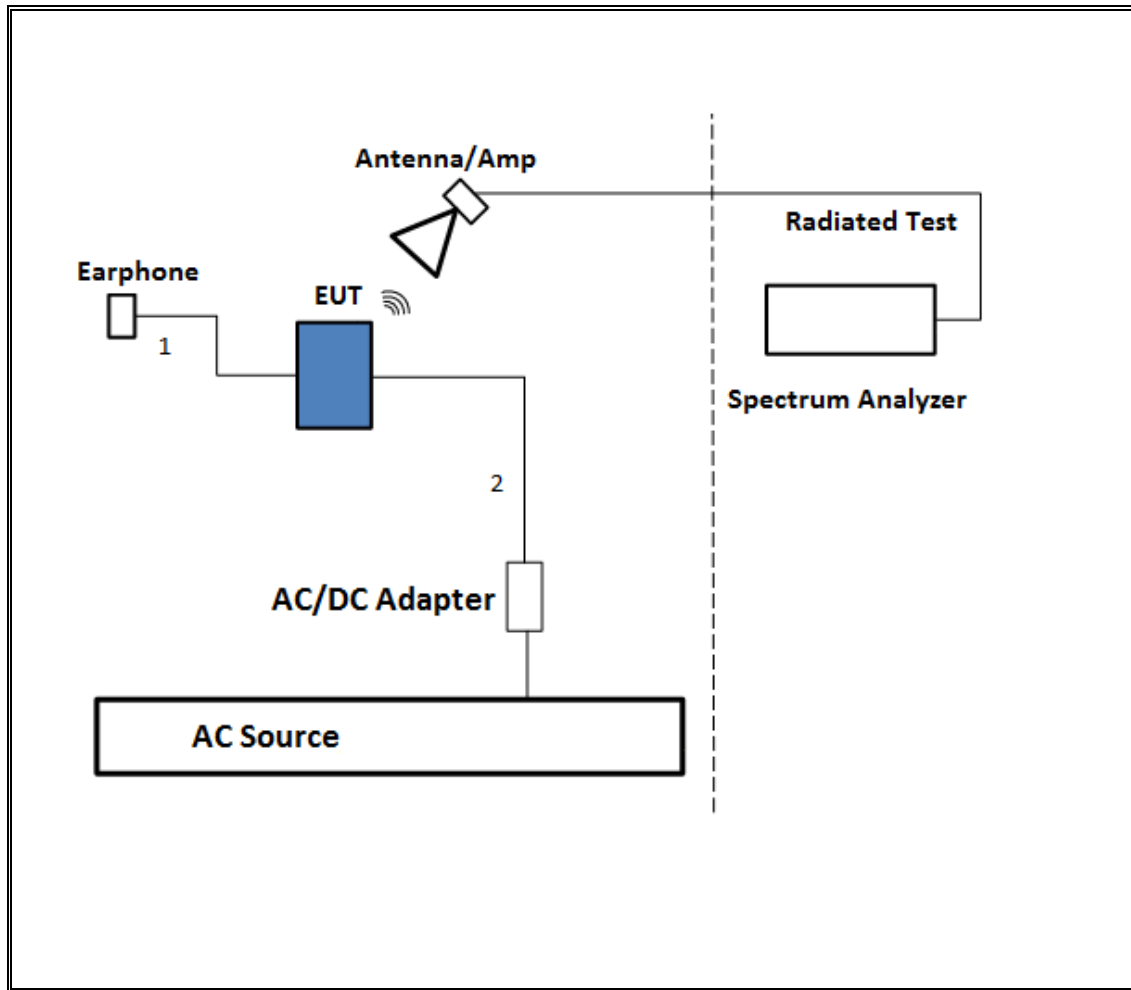 Antenna/Amp
Radiated Test
Earphone
EUT
1
Spectrum Analyzer
2
AC/DC Adapter
AC Source